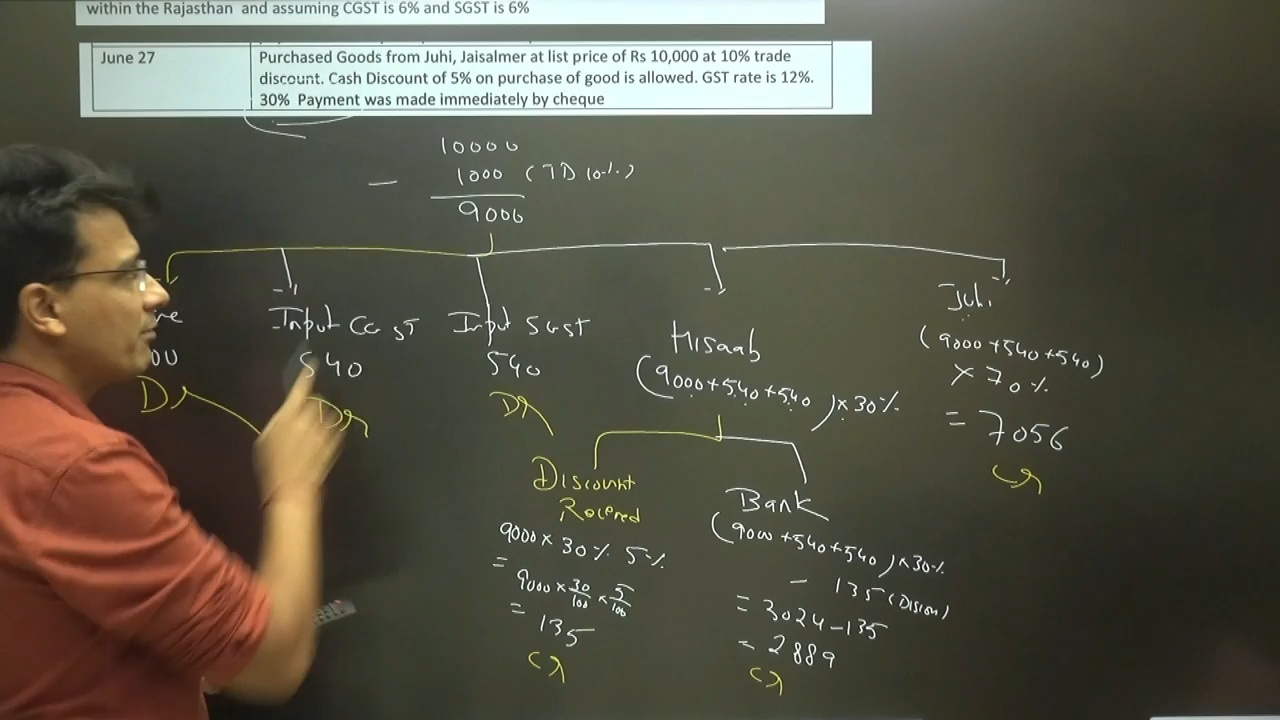 within the Rajasthan and assuming CGST is 6% and SGST is 6%
June 27
Purchased Goods from Juhi, Jaisalmer at list price of Rs 10,000 at 10% trade
discount. Cash Discount of 5% on purchase of good is allowed. GST rate is 12%.
30% Payment was made immediately by cheque
10000
- 1000 (TD 10%)
9000
Input CGST
540
Dr
Input SGST
540
Dr
Dr
Hisaab
(9000+540+540) × 30%
Juhi
(9000+540+540)
× 70%
= 7056
Cr
Discount
Received
9000 × 30% 5%
= 9000 × 30/100 × 5/100
= 135
Cr
Bank
(9000+540+540) × 30%
- 135
= 3024-135
= 2889
Cr